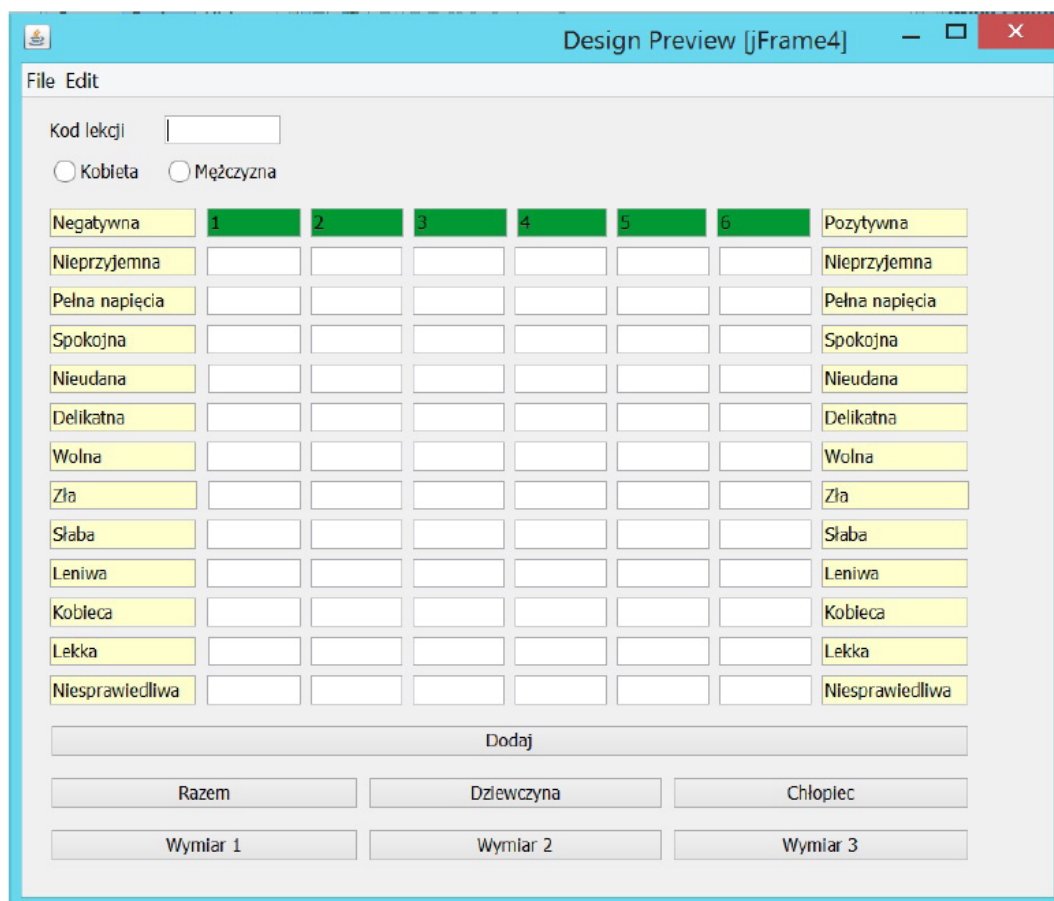 Design Preview [jFrame4]
File Edit
Kod lekcji
Kobieta Mężczyzna
Negatywna 1 2 3 4 5 6 Pozytywna
Nieprzyjemna Nieprzyjemna
Pełna napięcia Pełna napięcia
Spokojna Spokojna
Nieudana Nieudana
Delikatna Delikatna
Wolna Wolna
Zła Zła
Słaba Słaba
Leniwa Leniwa
Kobieca Kobieca
Lekka Lekka
Niesprawiedliwa Niesprawiedliwa
Dodaj
Razem Dziewczyna Chłopiec
Wymiar 1 Wymiar 2 Wymiar 3